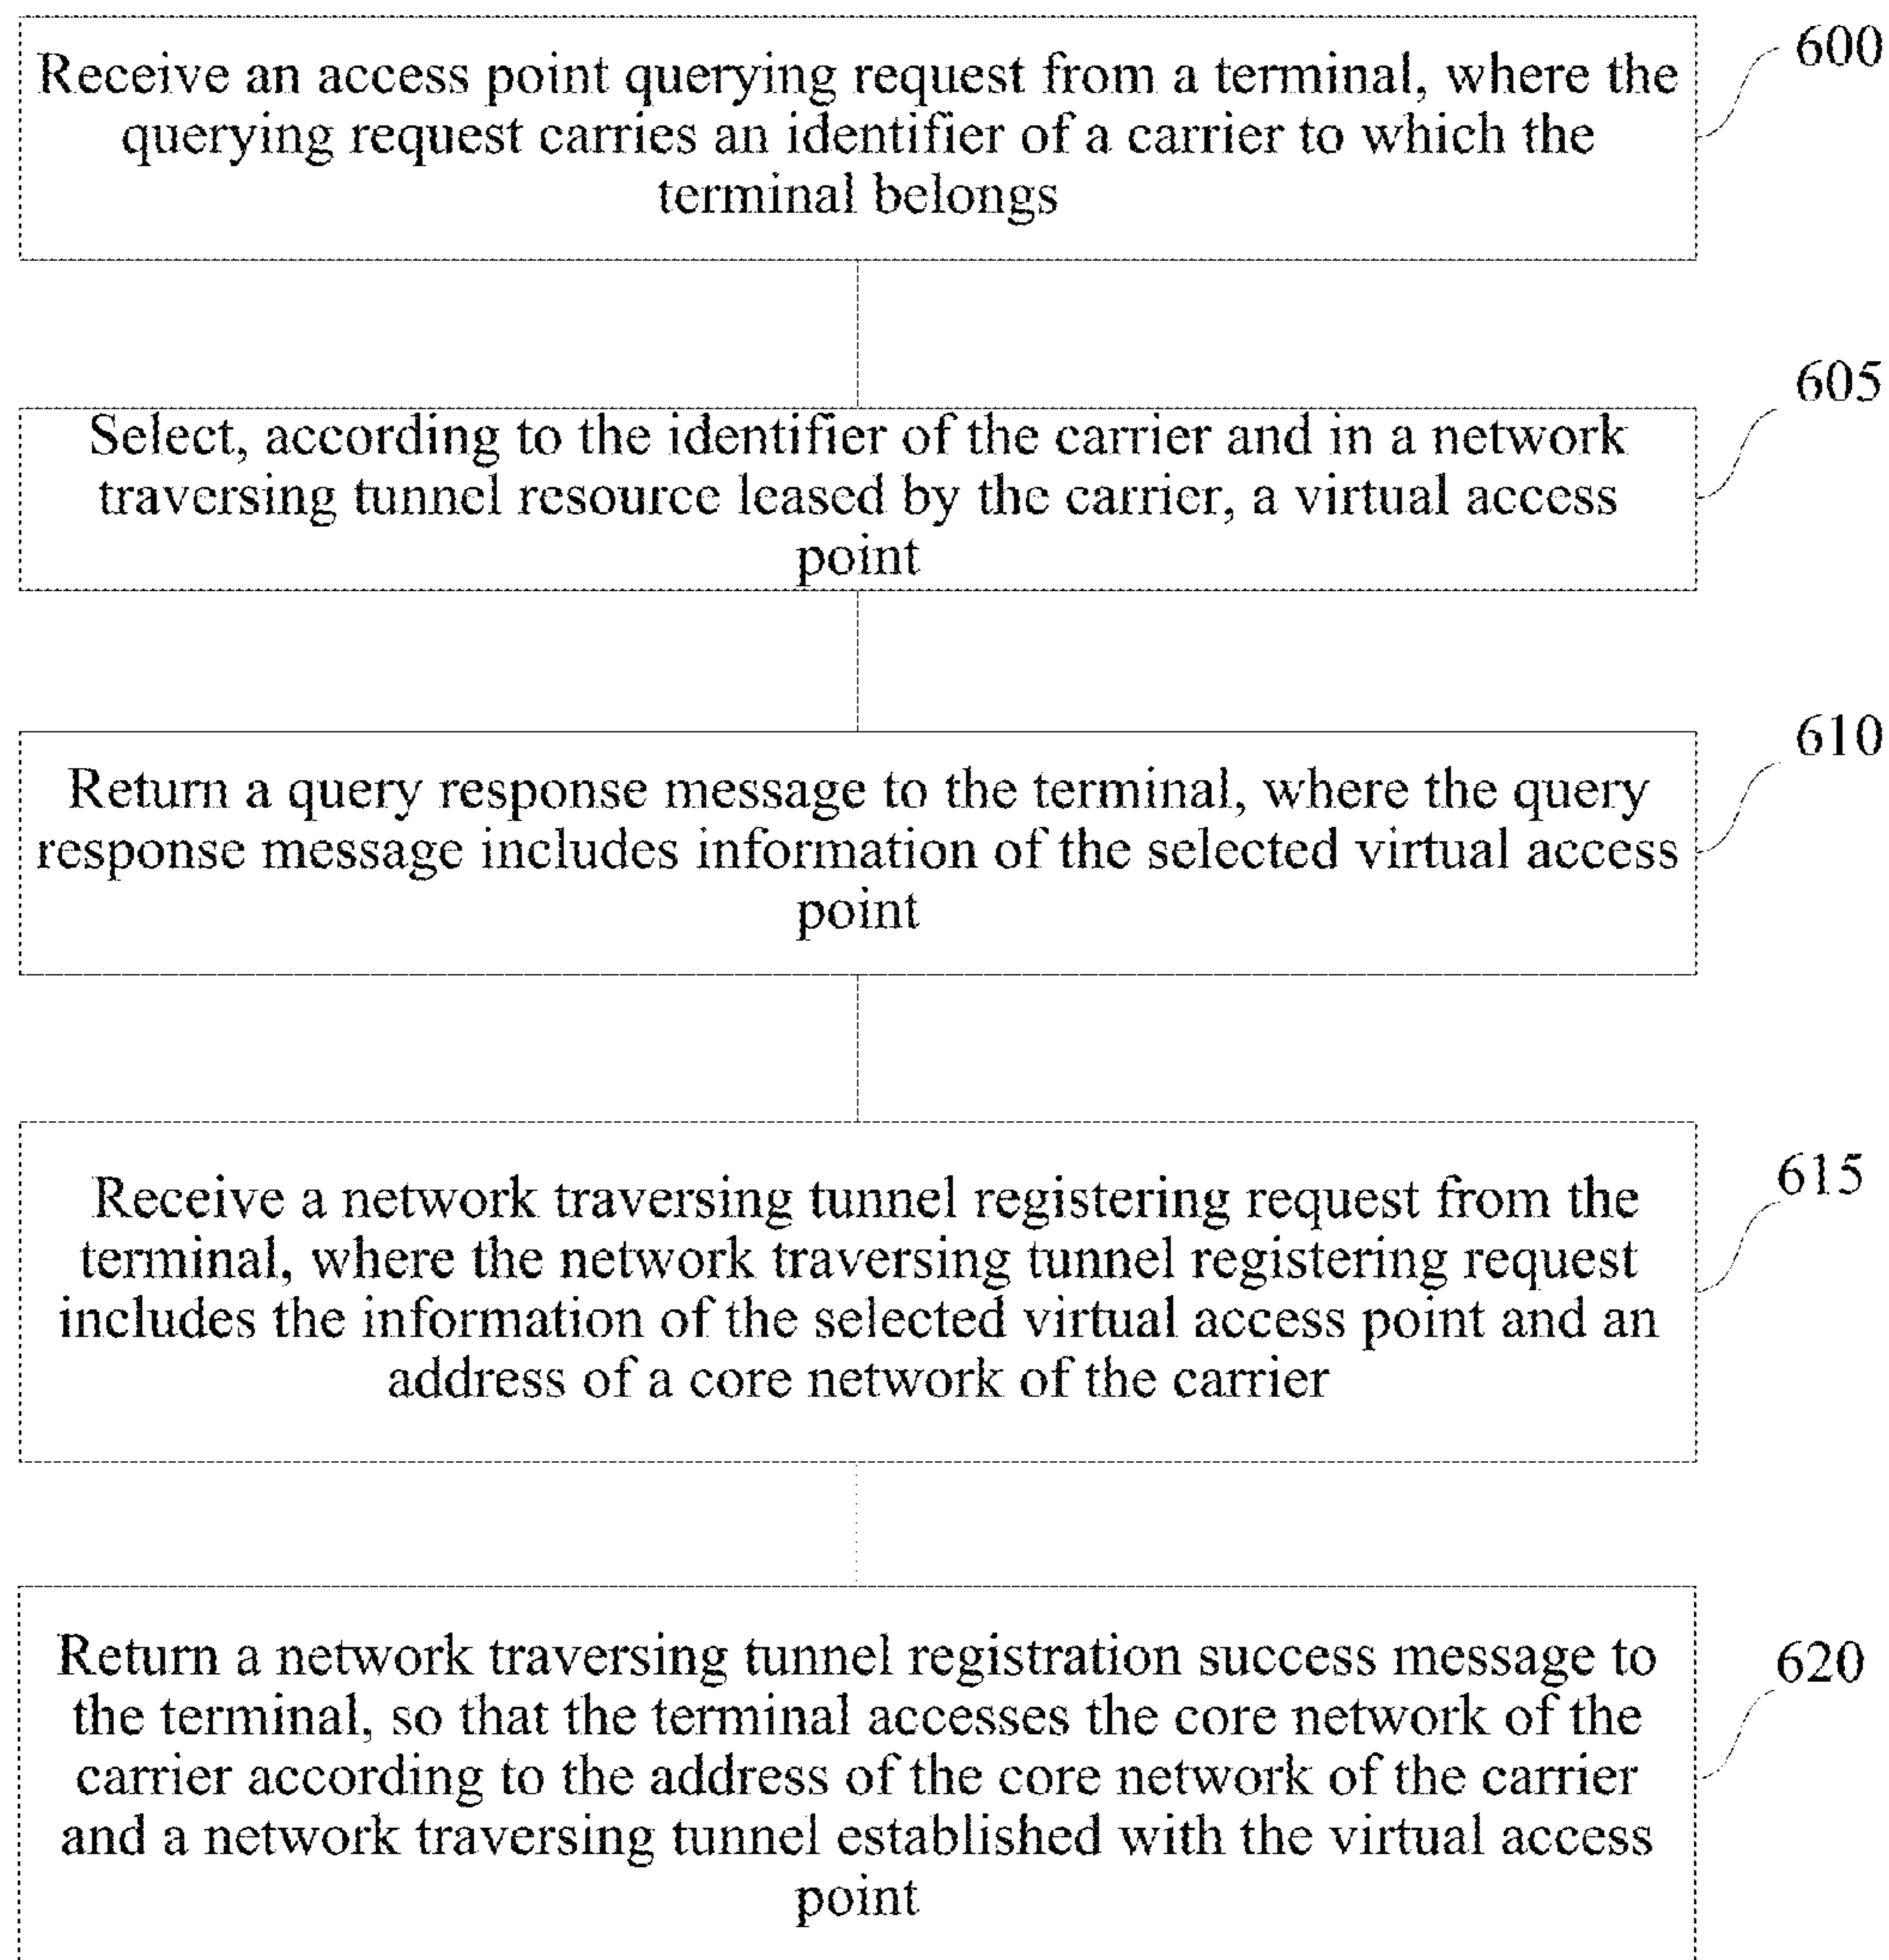 600
Receive an access point querying request from a terminal, where the
querying request carries an identifier of a carrier to which the
terminal belongs
605
Select, according to the identifier of the carrier and in a network
traversing tunnel resource leased by the carrier, a virtual access
point
610
Return a query response message to the terminal, where the query
response message includes information of the selected virtual access
point
615
Receive a network traversing tunnel registering request from the
terminal, where the network traversing tunnel registering request
includes the information of the selected virtual access point and an
address of a core network of the carrier
620
Return a network traversing tunnel registration success message to
the terminal, so that the terminal accesses the core network of the
carrier according to the address of the core network of the carrier
and a network traversing tunnel established with the virtual access
point